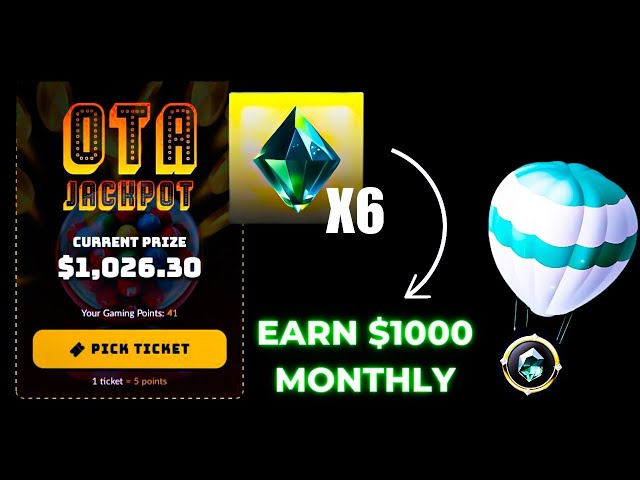 OTA
JACKPOT
CURRENT PRIZE
$1,026.30
Your Gaming Points: 41
PICK TICKET
1 ticket = 5 points
X6
EARN $1000
MONTHLY